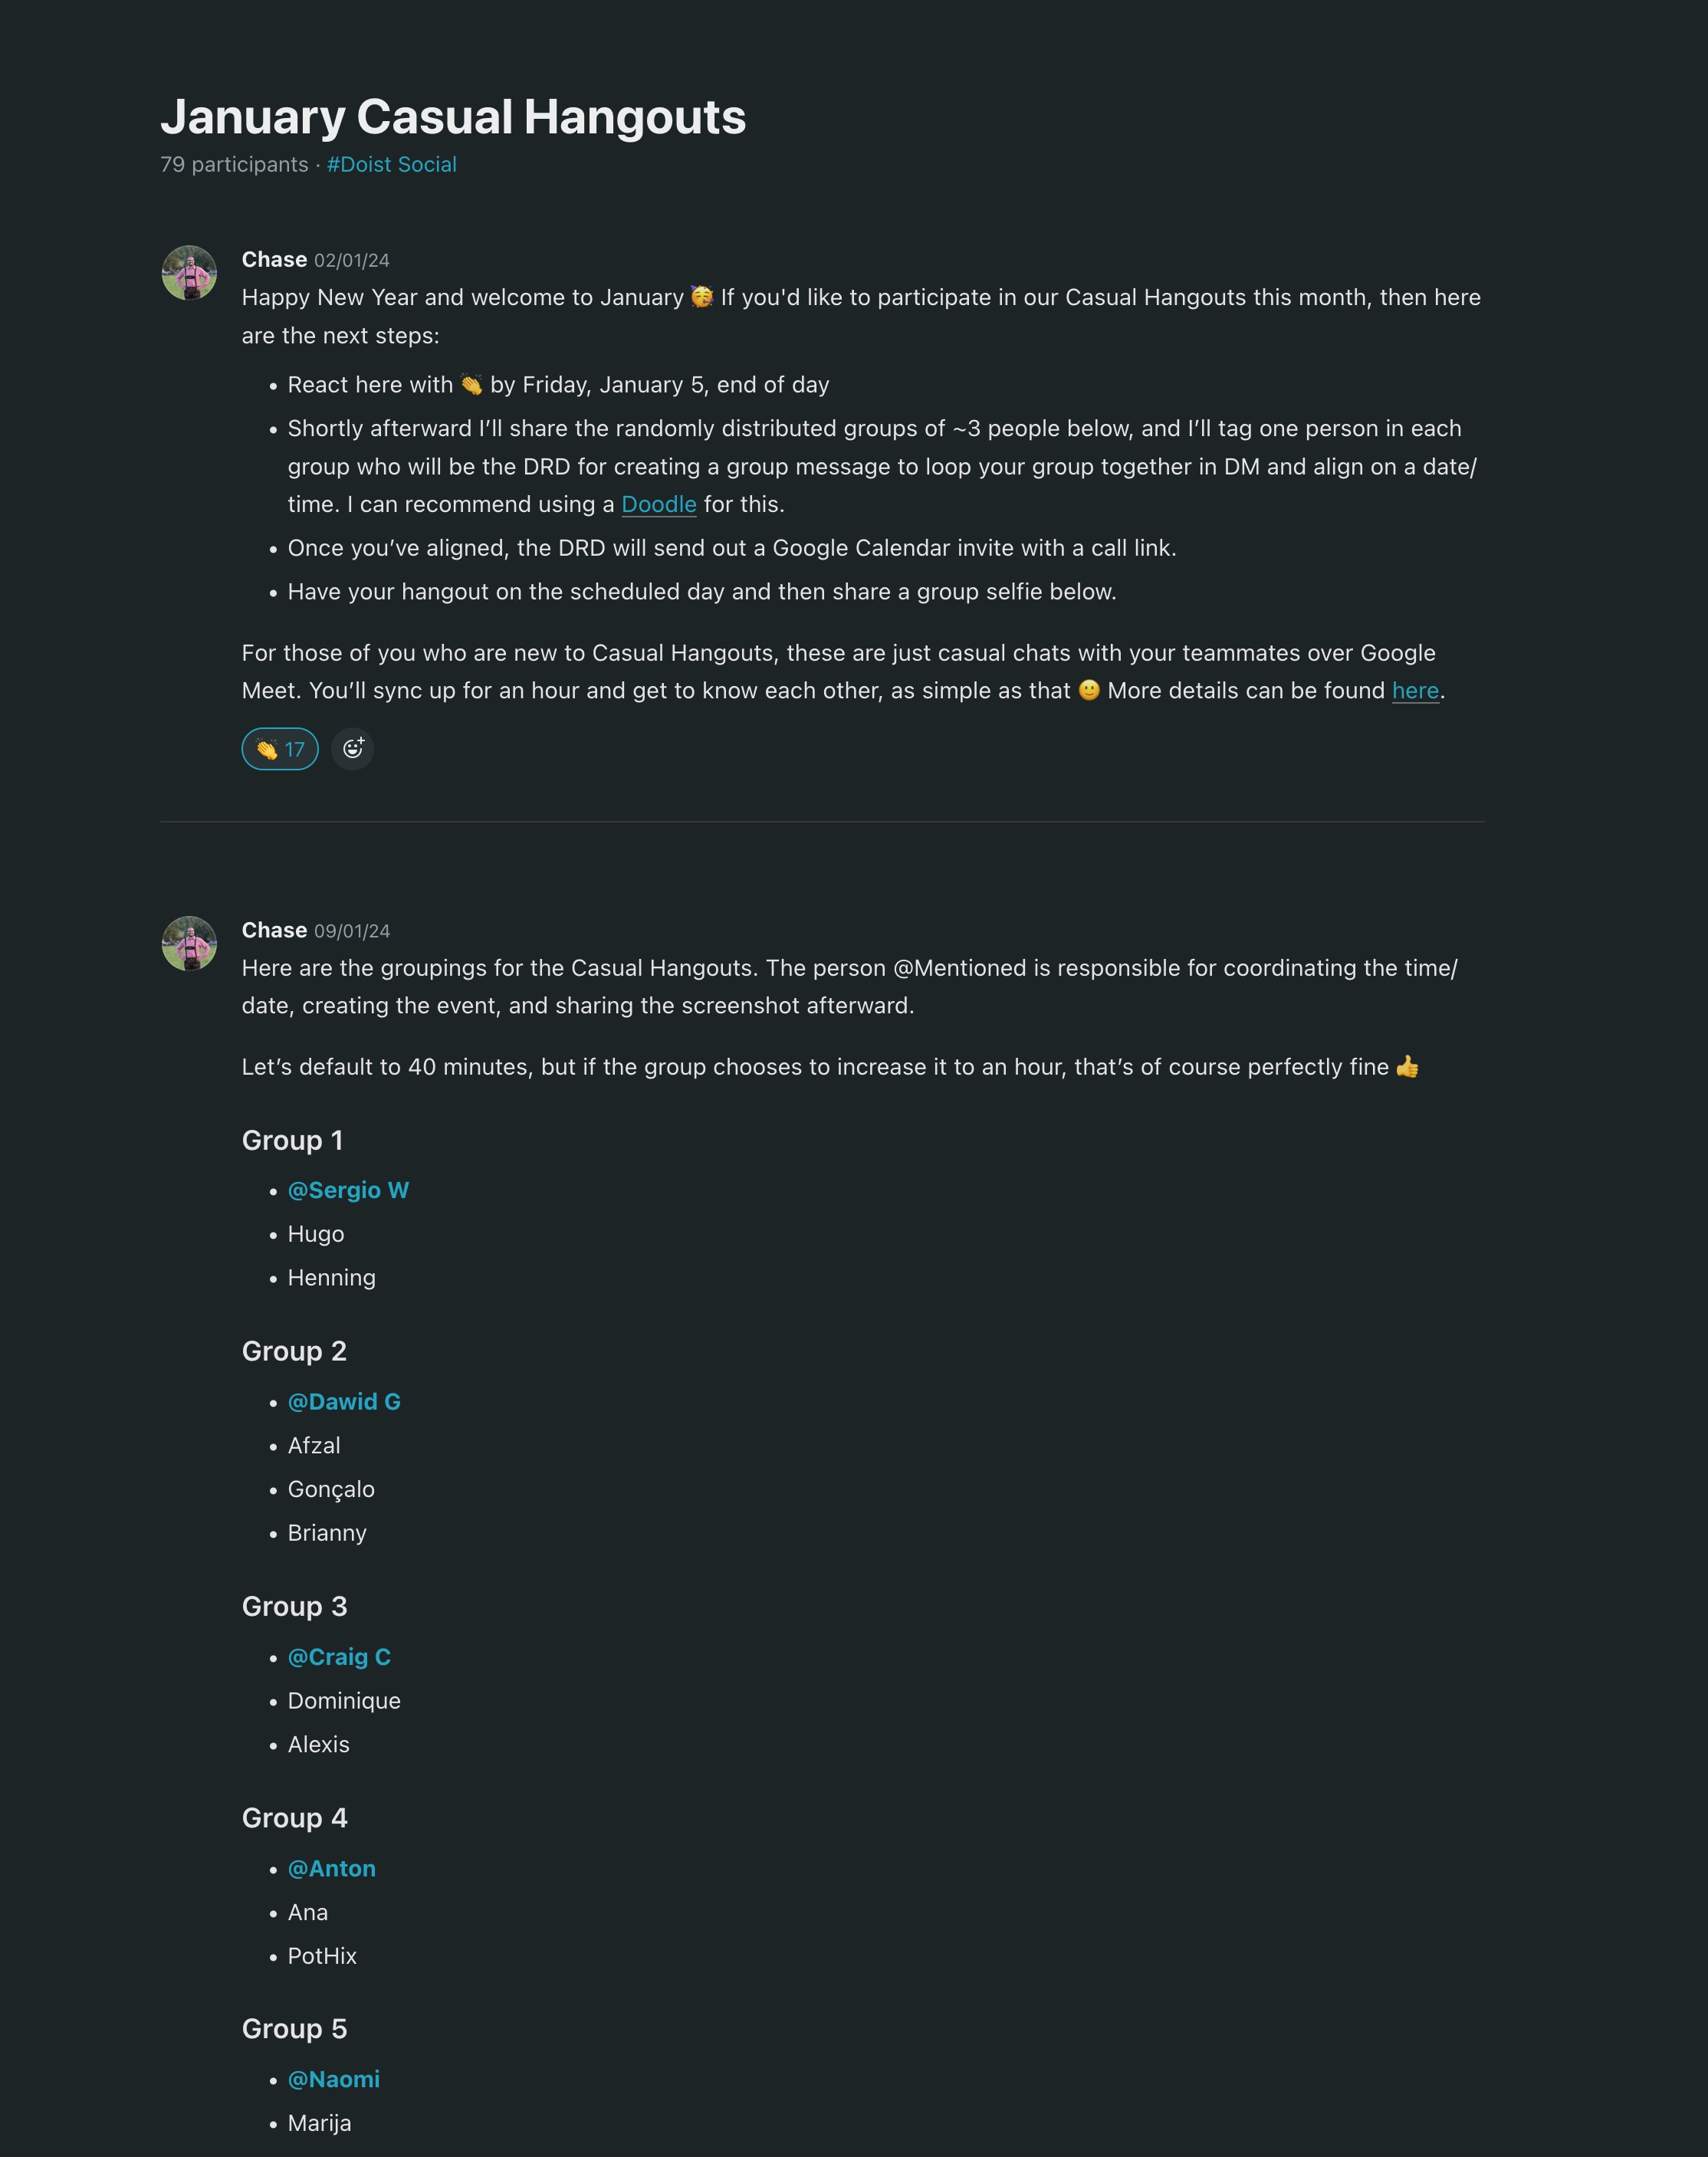 January Casual Hangouts
79 participants · #Doist Social
Chase 02/01/24
Happy New Year and welcome to January 🥳 If you'd like to participate in our Casual Hangouts this month, then here
are the next steps:
• React here with 👏 by Friday, January 5, end of day
• Shortly afterward I’ll share the randomly distributed groups of ~3 people below, and I’ll tag one person in each
group who will be the DRD for creating a group message to loop your group together in DM and align on a date/
time. I can recommend using a Doodle for this.
• Once you’ve aligned, the DRD will send out a Google Calendar invite with a call link.
• Have your hangout on the scheduled day and then share a group selfie below.
For those of you who are new to Casual Hangouts, these are just casual chats with your teammates over Google
Meet. You’ll sync up for an hour and get to know each other, as simple as that 🙂 More details can be found here.
👏 17
Chase 09/01/24
Here are the groupings for the Casual Hangouts. The person @Mentioned is responsible for coordinating the time/
date, creating the event, and sharing the screenshot afterward.
Let’s default to 40 minutes, but if the group chooses to increase it to an hour, that’s of course perfectly fine 👍
Group 1
• @Sergio W
• Hugo
• Henning
Group 2
• @Dawid G
• Afzal
• Gonçalo
• Brianny
Group 3
• @Craig C
• Dominique
• Alexis
Group 4
• @Anton
• Ana
• PotHix
Group 5
• @Naomi
• Marija